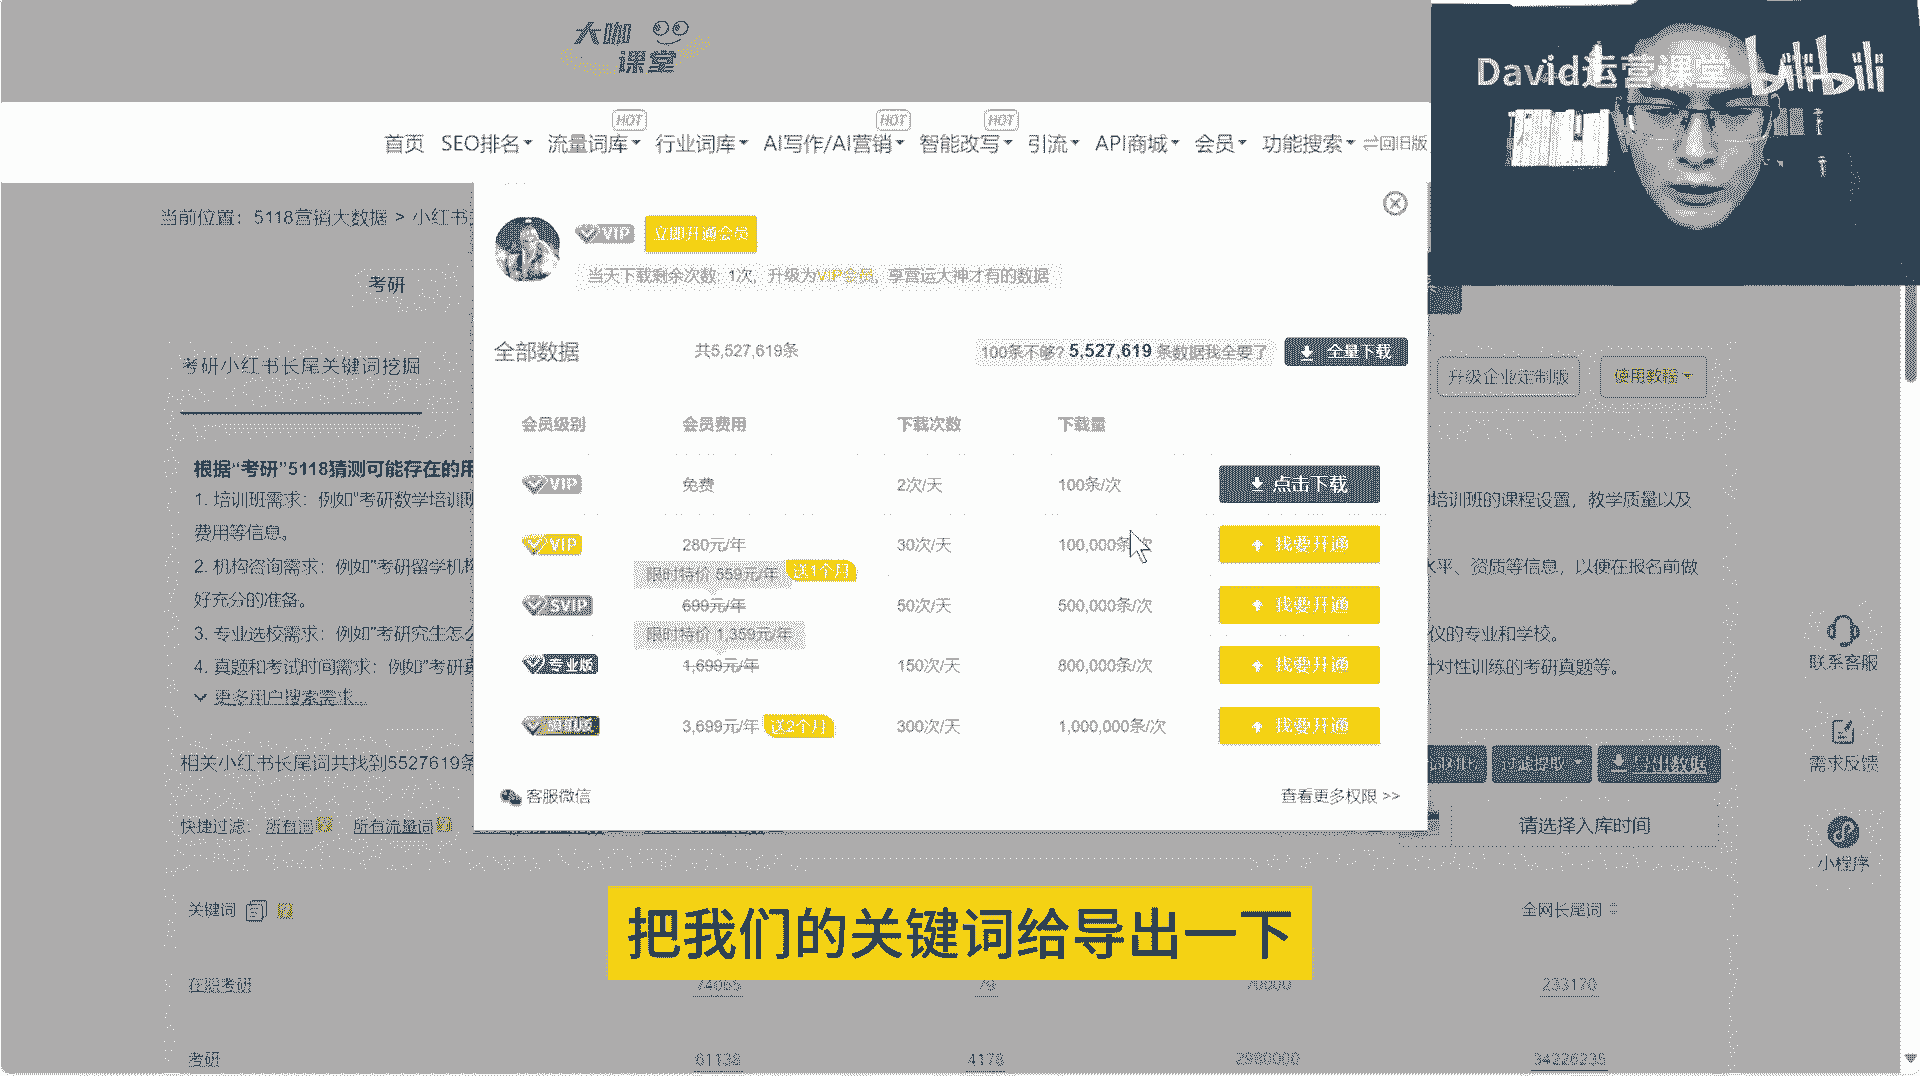 大咖
课堂
David运营课堂 bilibili
HOT
HOT
HOT
首页 SEO排名 流量词库 行业词库 AI写作/AI营销 智能改写 引流 API商城 会员 功能搜索 回旧版
当前位置：5118营销大数据 > 小红书
VIP 立即开通会员
当天下载剩余次数: 1次，升级为VIP会员，享营运大神才有的数据
考研
全部数据 共5,527,619条 100条不够? 5,527,619 条数据我全要了 全量下载
考研小红书长尾关键词挖掘
升级企业定制版 使用教程
会员级别 会员费用 下载次数 下载量
根据“考研”5118猜测可能存在的用
VIP 免费 2次/天 100条/次 点击下载
1. 培训班需求：例如“考研数学培训班
培训班的课程设置，教学质量以及
费用等信息。
VIP 280元/年 30次/天 100,000条/次 我要开通
2. 机构咨询需求：例如“考研留学机构
水平、资质等信息，以便在报名前做
限时特价 559元/年 送1个月
好充分的准备。
SVIP 699元/年 50次/天 500,000条/次 我要开通
3. 专业选校需求：例如“考研究生怎么
仪的专业和学校。
限时特价 1,359元/年
4. 真题和考试时间需求：例如“考研真
针对性训练的考研真题等。
专业版 1,699元/年 150次/天 800,000条/次 我要开通
更多用户搜索需求...
3,699元/年 送2个月 300次/天 1,000,000条/次 我要开通
联系客服
相关小红书长尾词共找到5527619条
导出数据
需求反馈
客服微信 查看更多权限 >>
快捷过滤： 所有词 所有流量词
请选择入库时间
小程序
关键词 全网长尾词
把我们的关键词给导出一下
在职考研 74065 79 70000 233170
考研 61138 4178 2980000 34226235